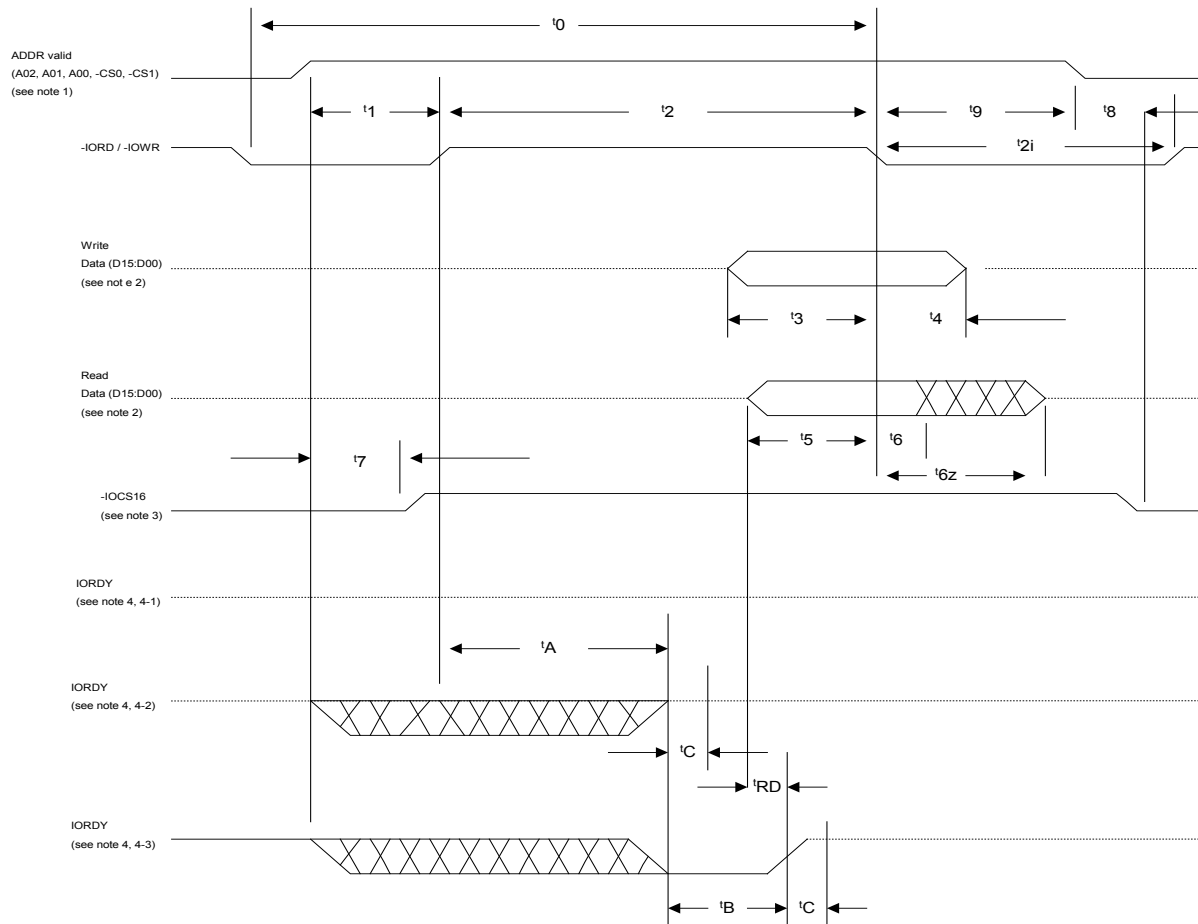 t0
ADDR valid
(A02, A01, A00, -CS0, -CS1)
(see note 1)
t1
t2
t9
t8
-IORD / -IOWR
t2i
Write
Data (D15:D00)
(see not e 2)
t3
t4
Read
Data (D15:D00)
(see note 2)
t5
t6
t7
t6z
-IOCS16
(see note 3)
IORDY
(see note 4, 4-1)
tA
IORDY
(see note 4, 4-2)
tC
tRD
IORDY
(see note 4, 4-3)
tB
tC